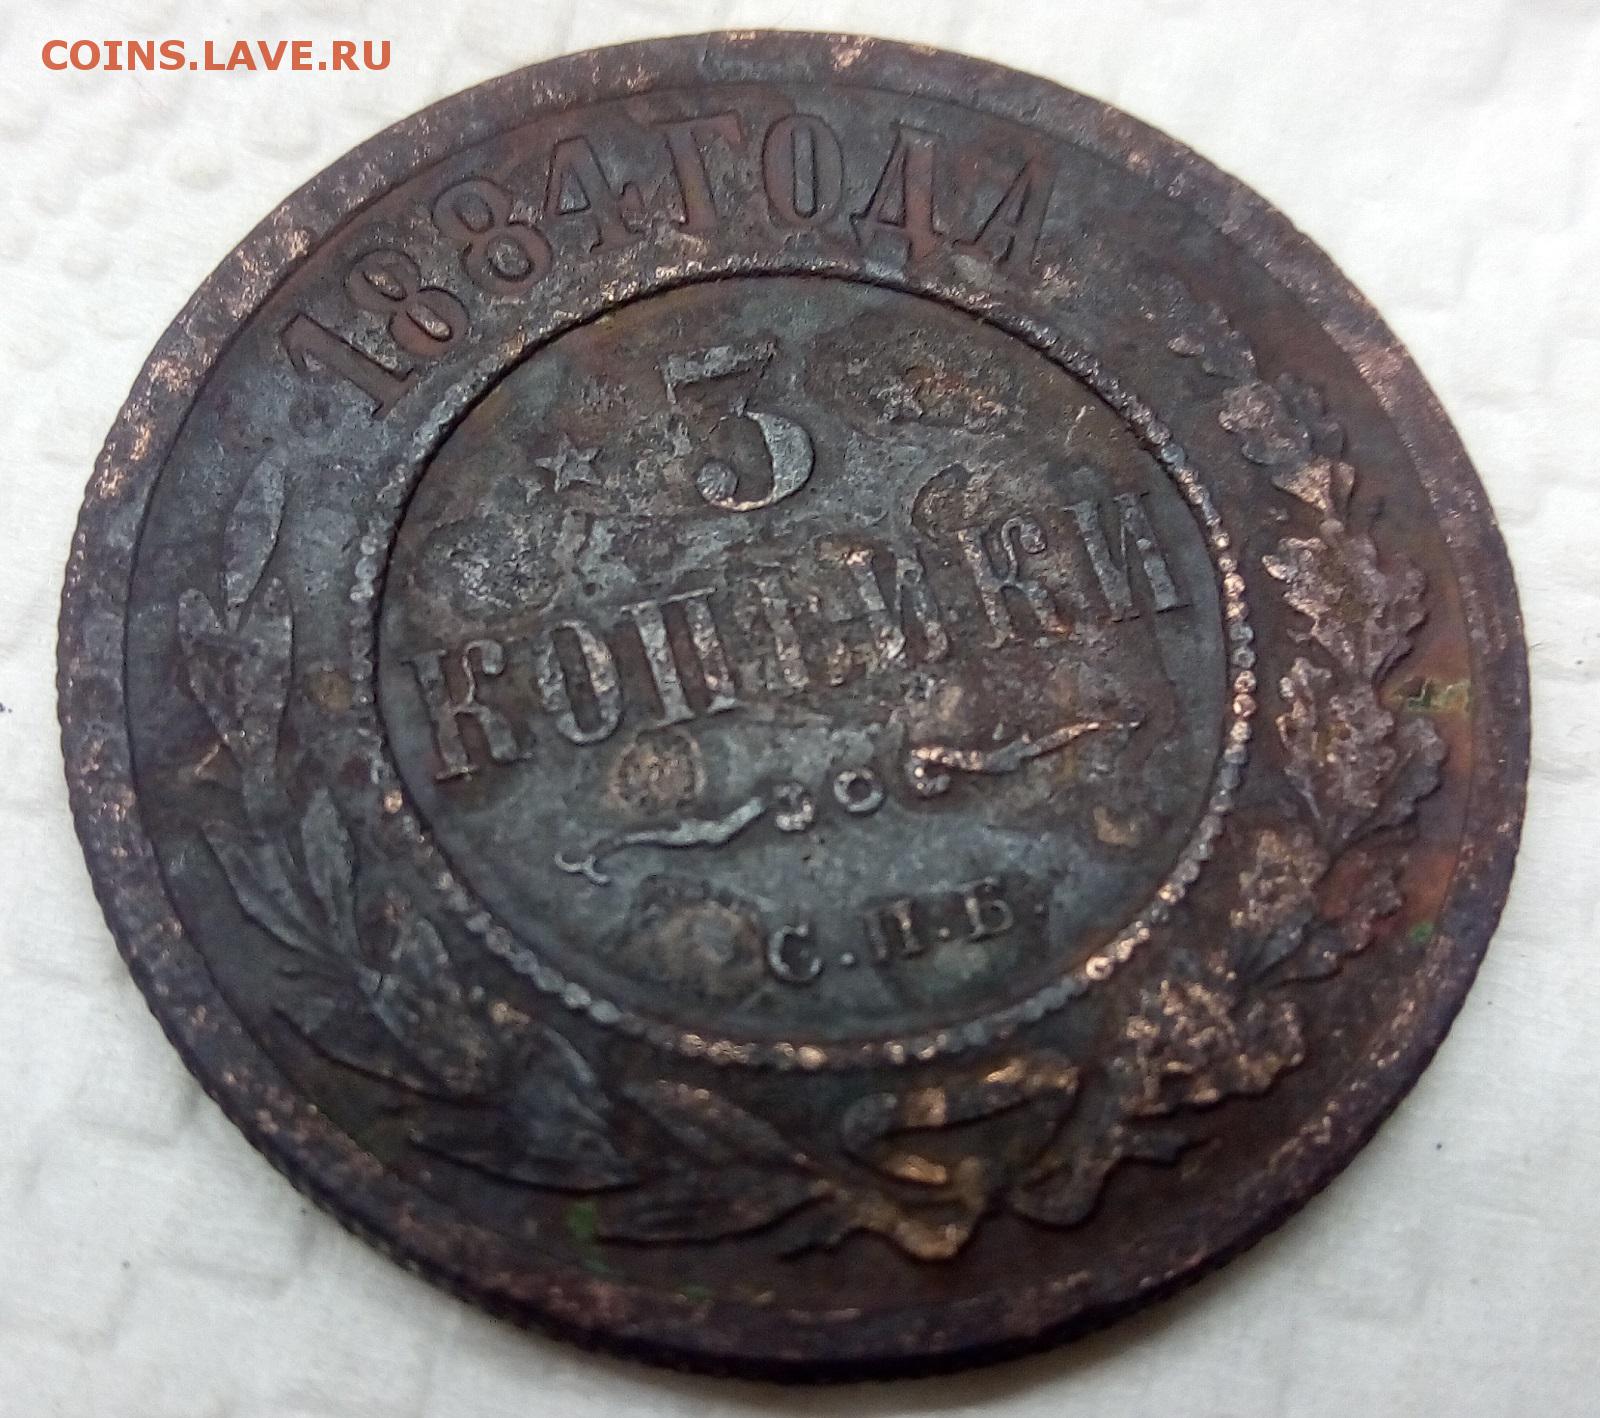 COINS.LAVE.RU
1884 ГОДА
3
КОПѢЙКИ
С.П.Б.